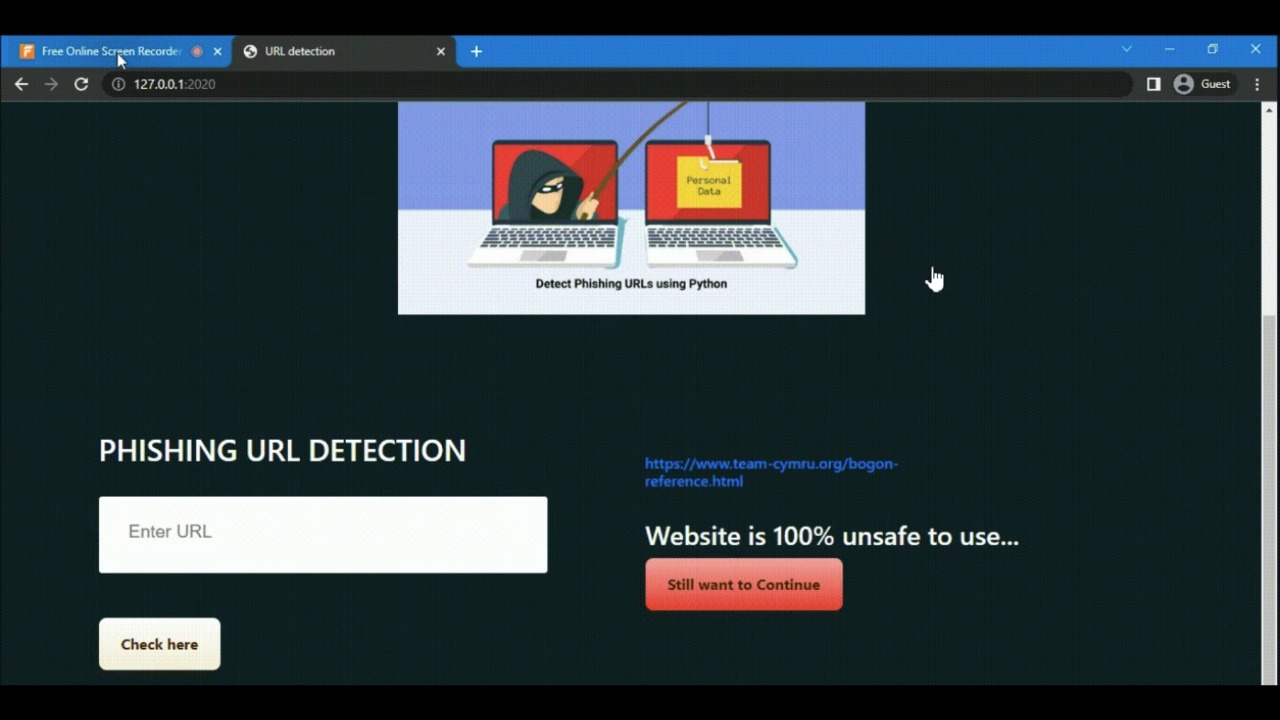 Free Online Screen Recorder
URL detection
127.0.0.1:2020
Guest
Personal
Data
Detect Phishing URLs using Python
PHISHING URL DETECTION
Enter URL
Check here
https://www.team-cymru.org/bogon-
reference.html
Website is 100% unsafe to use...
Still want to Continue